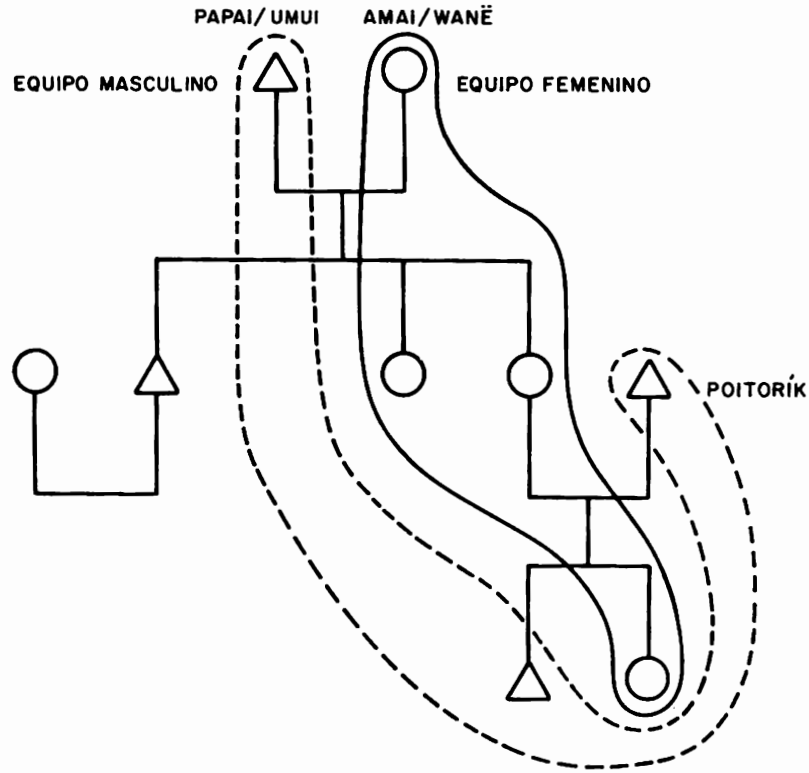 PAPAI/UMUI
AMAI/WANË
EQUIPO MASCULINO
EQUIPO FEMENINO
POITORÍK